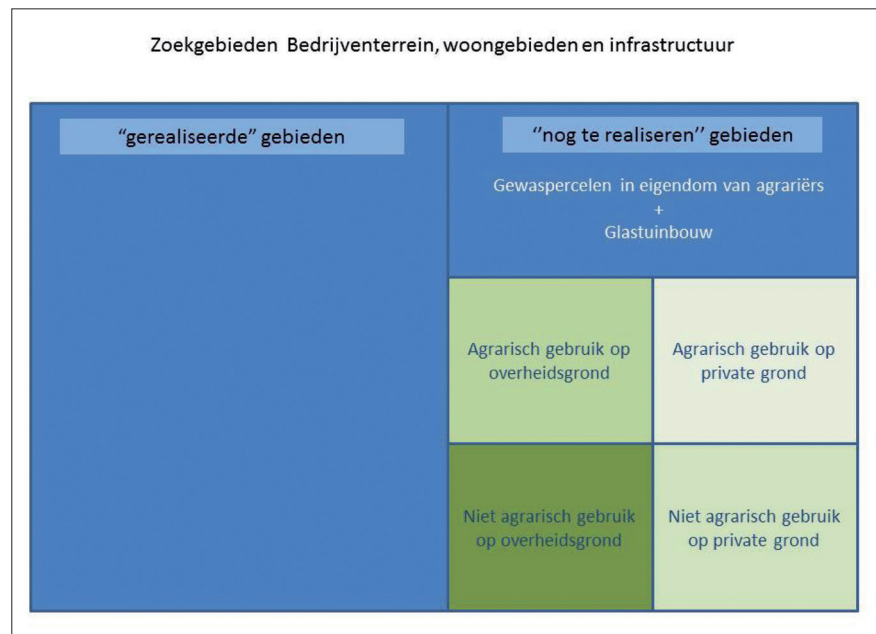 Zoekgebieden Bedrijventerrein, woongebieden en infrastructuur
“gerealiseerde” gebieden
“nog te realiseren” gebieden
Gewaspercelen in eigendom van agrariërs
+
Glastuinbouw
Agrarisch gebruik op
overheidsgrond
Agrarisch gebruik op
private grond
Niet agrarisch gebruik
op overheidsgrond
Niet agrarisch gebruik
op private grond